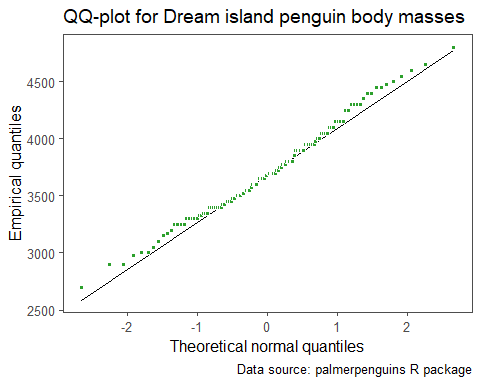 QQ-plot for Dream island penguin body masses
Empirical quantiles
4500
4000
3500
3000
2500
-2
-1
0
1
2
Theoretical normal quantiles
Data source: palmerpenguins R package